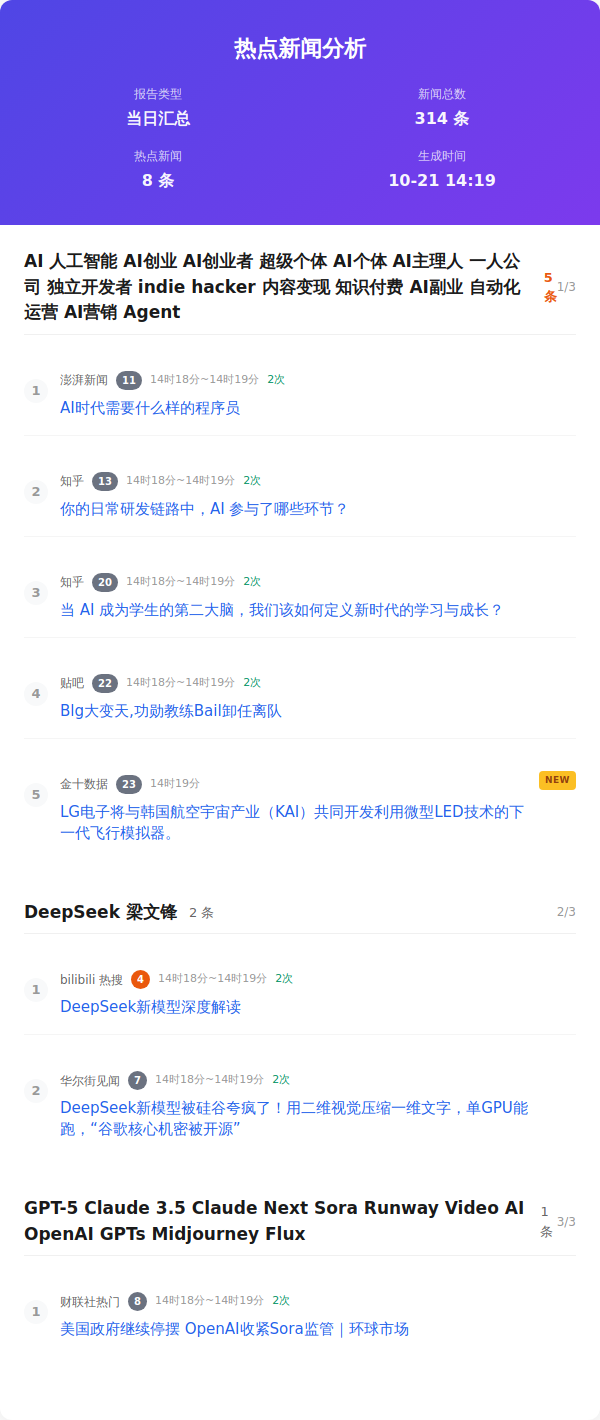 热点新闻分析
报告类型
新闻总数
当日汇总
314 条
热点新闻
生成时间
8 条
10-21 14:19
AI 人工智能 AI创业 AI创业者 超级个体 AI个体 AI主理人 一人公
司 独立开发者 indie hacker 内容变现 知识付费 AI副业 自动化
运营 AI营销 Agent
5
条
1/3
1
澎湃新闻 11 14时18分~14时19分 2次
AI时代需要什么样的程序员
2
知乎 13 14时18分~14时19分 2次
你的日常研发链路中，AI 参与了哪些环节？
3
知乎 20 14时18分~14时19分 2次
当 AI 成为学生的第二大脑，我们该如何定义新时代的学习与成长？
4
贴吧 22 14时18分~14时19分 2次
Blg大变天,功勋教练Bail卸任离队
5
金十数据 23 14时19分
NEW
LG电子将与韩国航空宇宙产业（KAI）共同开发利用微型LED技术的下
一代飞行模拟器。
DeepSeek 梁文锋 2 条
2/3
1
bilibili 热搜 4 14时18分~14时19分 2次
DeepSeek新模型深度解读
2
华尔街见闻 7 14时18分~14时19分 2次
DeepSeek新模型被硅谷夸疯了！用二维视觉压缩一维文字，单GPU能
跑，“谷歌核心机密被开源”
GPT-5 Claude 3.5 Claude Next Sora Runway Video AI
OpenAI GPTs Midjourney Flux
1
条
3/3
1
财联社热门 8 14时18分~14时19分 2次
美国政府继续停摆 OpenAI收紧Sora监管｜环球市场